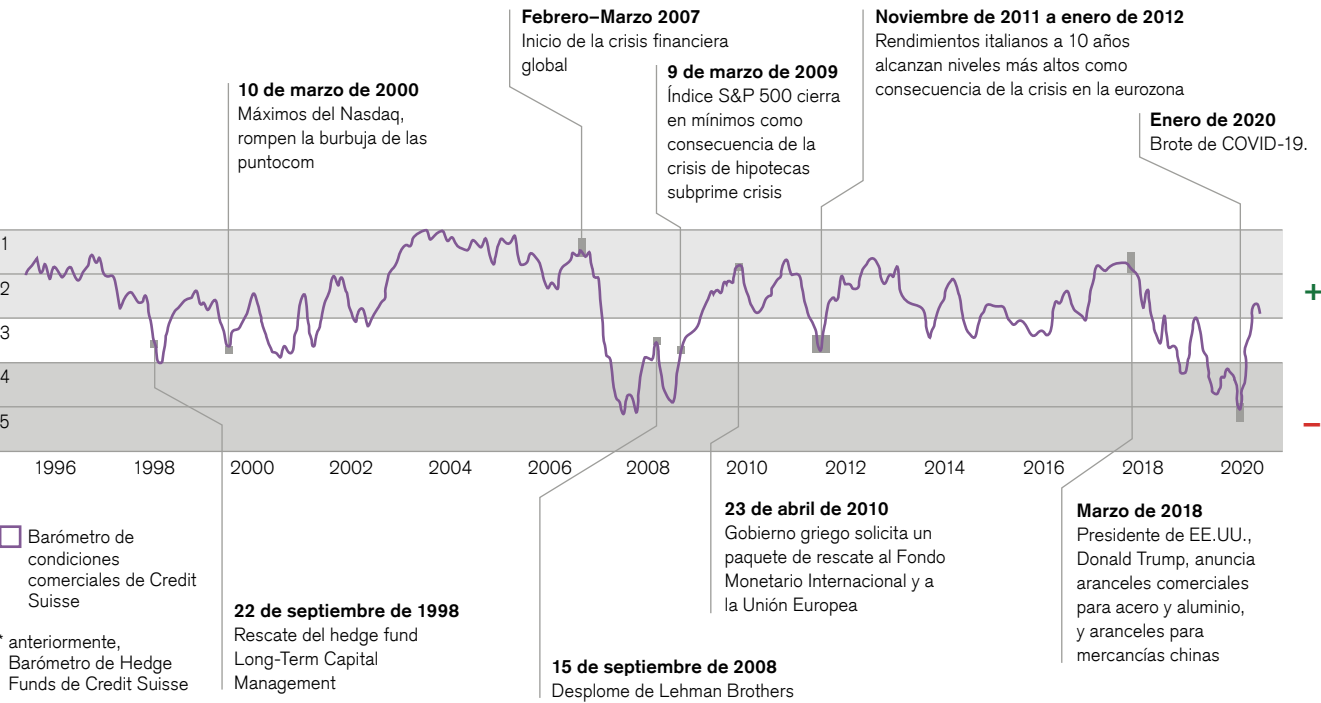 Febrero–Marzo 2007
Inicio de la crisis financiera
global
Noviembre de 2011 a enero de 2012
Rendimientos italianos a 10 años
alcanzan niveles más altos como
consecuencia de la crisis en la eurozona
10 de marzo de 2000
Máximos del Nasdaq,
rompen la burbuja de las
puntocom
9 de marzo de 2009
Índice S&P 500 cierra
en mínimos como
consecuencia de la
crisis de hipotecas
subprime crisis
Enero de 2020
Brote de COVID-19.
1
2
3
4
5
+
–
1996 1998 2000 2002 2004 2006 2008 2010 2012 2014 2016 2018 2020
Barómetro de
condiciones
comerciales de Credit
Suisse
* anteriormente,
Barómetro de Hedge
Funds de Credit Suisse
22 de septiembre de 1998
Rescate del hedge fund
Long-Term Capital
Management
15 de septiembre de 2008
Desplome de Lehman Brothers
23 de abril de 2010
Gobierno griego solicita un
paquete de rescate al Fondo
Monetario Internacional y a
la Unión Europea
Marzo de 2018
Presidente de EE.UU.,
Donald Trump, anuncia
aranceles comerciales
para acero y aluminio,
y aranceles para
mercancías chinas